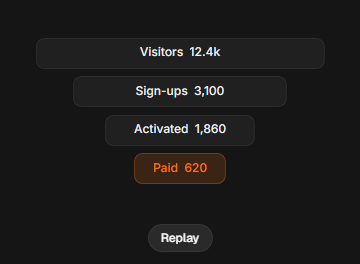 Visitors 12.4k
Sign-ups 3,100
Activated 1,860
Paid 620
Replay